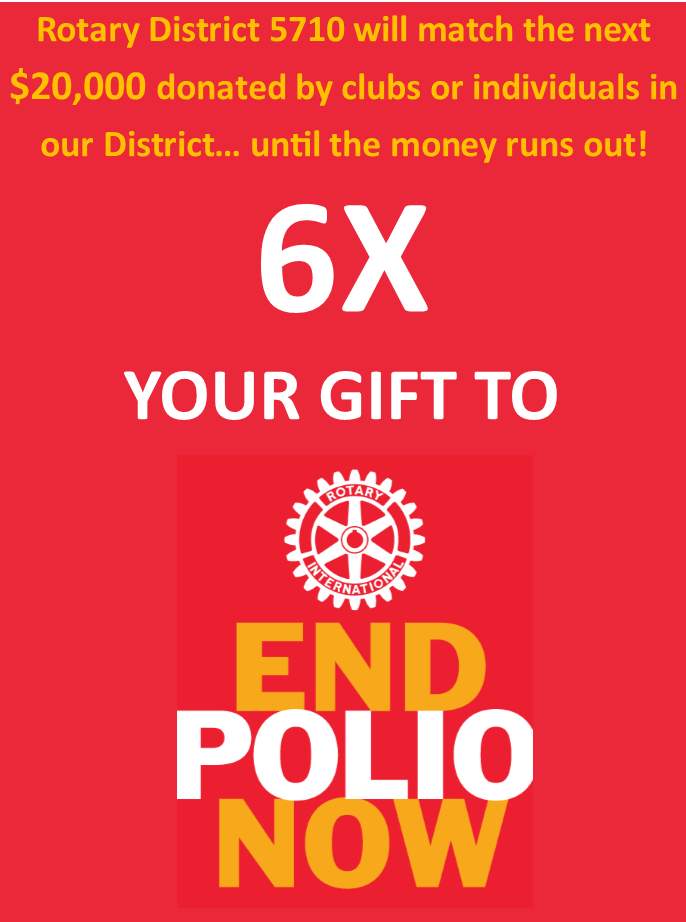 Rotary District 5710 will match the next
$20,000 donated by clubs or individuals in
our District... until the money runs out!
6X
YOUR GIFT TO
ROTARY
INTERNATIONAL
END
POLIO
NOW